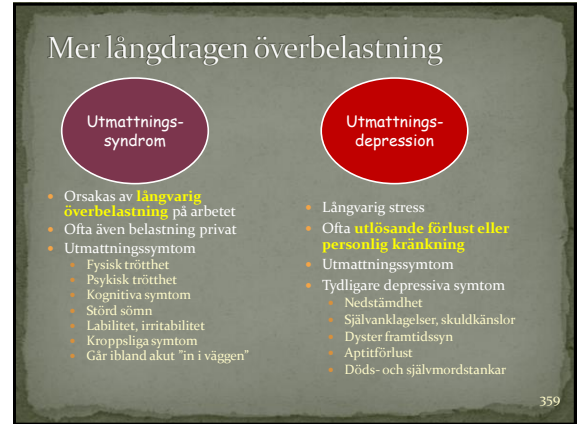 Mer långdragen överbelastning
Utmattnings-
syndrom
Orsakas av långvarig
överbelastning på arbetet
Ofta även belastning privat
Utmattningssymtom
Fysisk trötthet
Psykisk trötthet
Kognitiva symtom
Störd sömn
Labilitet, irritabilitet
Kroppsliga symtom
Går ibland akut "in i väggen"
Utmattnings-
depression
Långvarig stress
Ofta utlösande förlust eller
personlig kränkning
Utmattningssymtom
Tydligare depressiva symtom
Nedstämdhet
Självanklagelser, skuldkänslor
Dyster framtidssyn
Aptitförlust
Döds- och självmordstankar
359